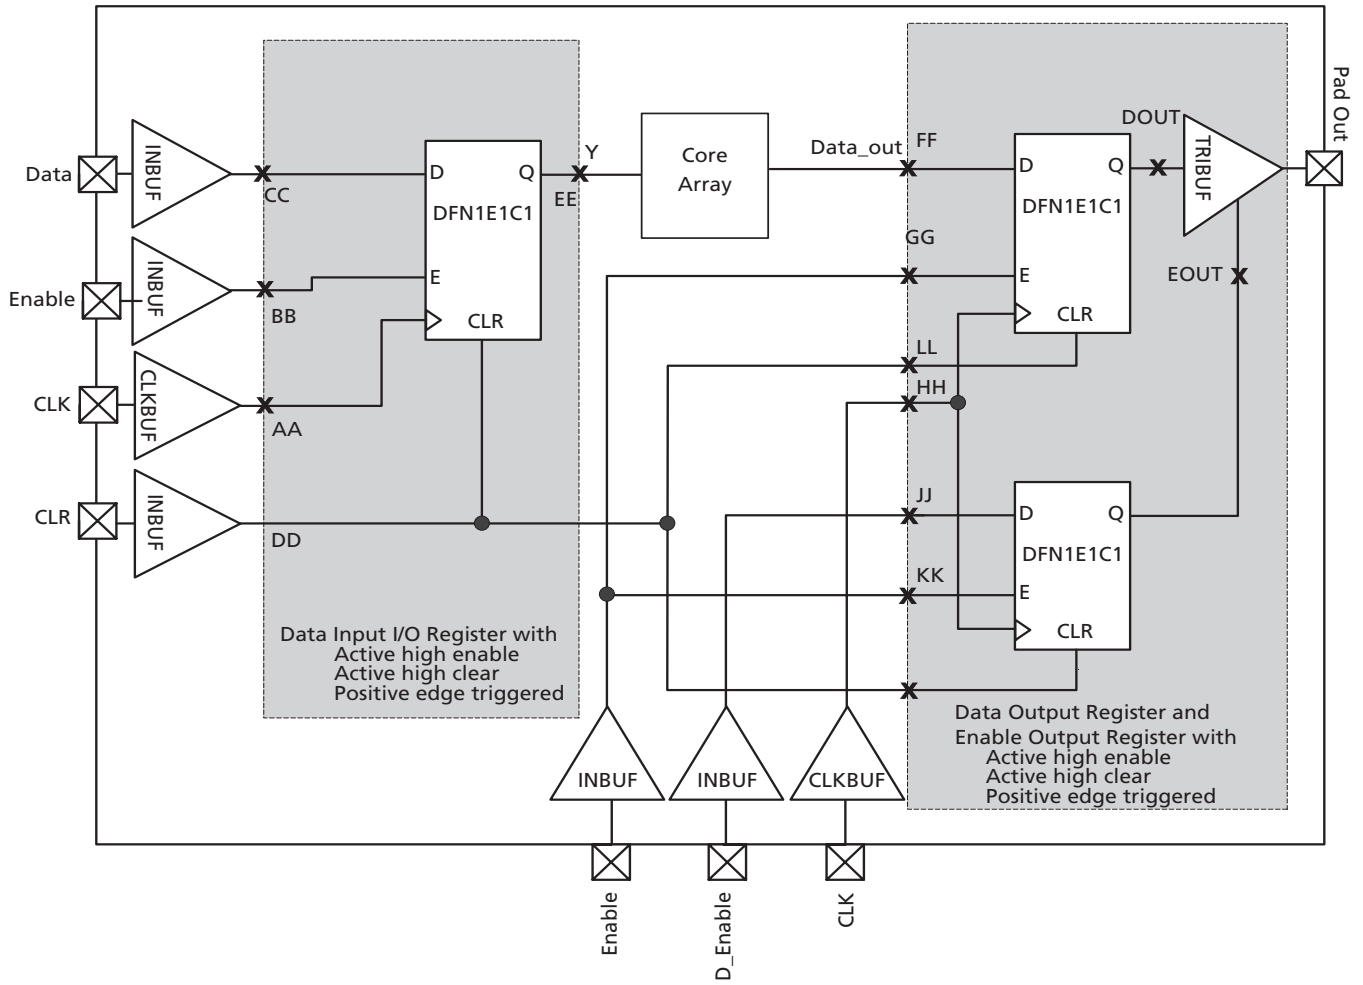 Pad Out
DOUT
TRIBUF
INBUF
Data
CC
D
Q
DFN1E1C1
Y
EE
Core
Array
Data_out
FF
D
Q
DFN1E1C1
GG
E
EOUT
CLR
INBUF
Enable
BB
E
CLR
LL
HH
CLKBUF
CLK
AA
INBUF
CLR
DD
JJ
D
Q
DFN1E1C1
KK
E
CLR
Data Input I/O Register with
Active high enable
Active high clear
Positive edge triggered
Data Output Register and
Enable Output Register with
Active high enable
Active high clear
Positive edge triggered
INBUF
INBUF
CLKBUF
Enable
D_Enable
CLK